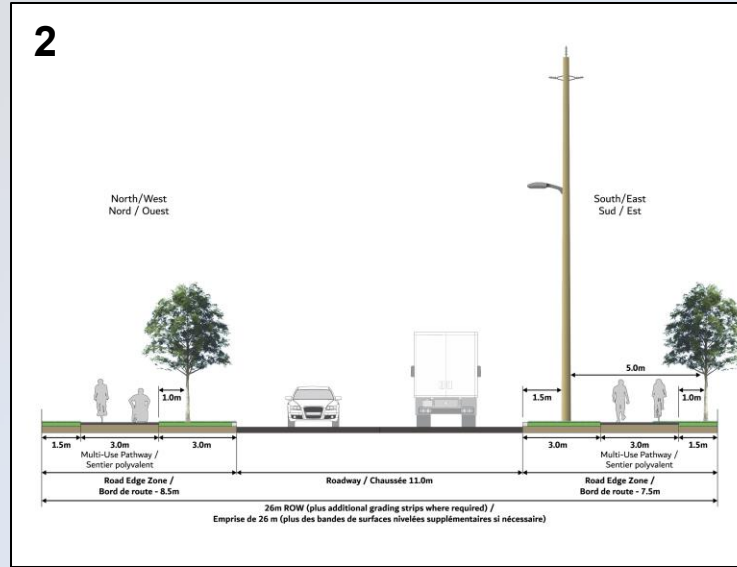 2
North/West
Nord / Ouest
South/East
Sud / Est
5.0m
1.0m
1.5m
1.0m
1.5m
3.0m
3.0m
3.0m
3.0m
1.5m
Multi-Use Pathway /
Sentier polyvalent
Multi-Use Pathway /
Sentier polyvalent
Road Edge Zone /
Bord de route - 8.5m
Roadway / Chaussée 11.0m
Road Edge Zone /
Bord de route - 7.5m
26m ROW (plus additional grading strips where required) /
Emprise de 26 m (plus des bandes de surfaces nivelées supplémentaires si nécessaire)